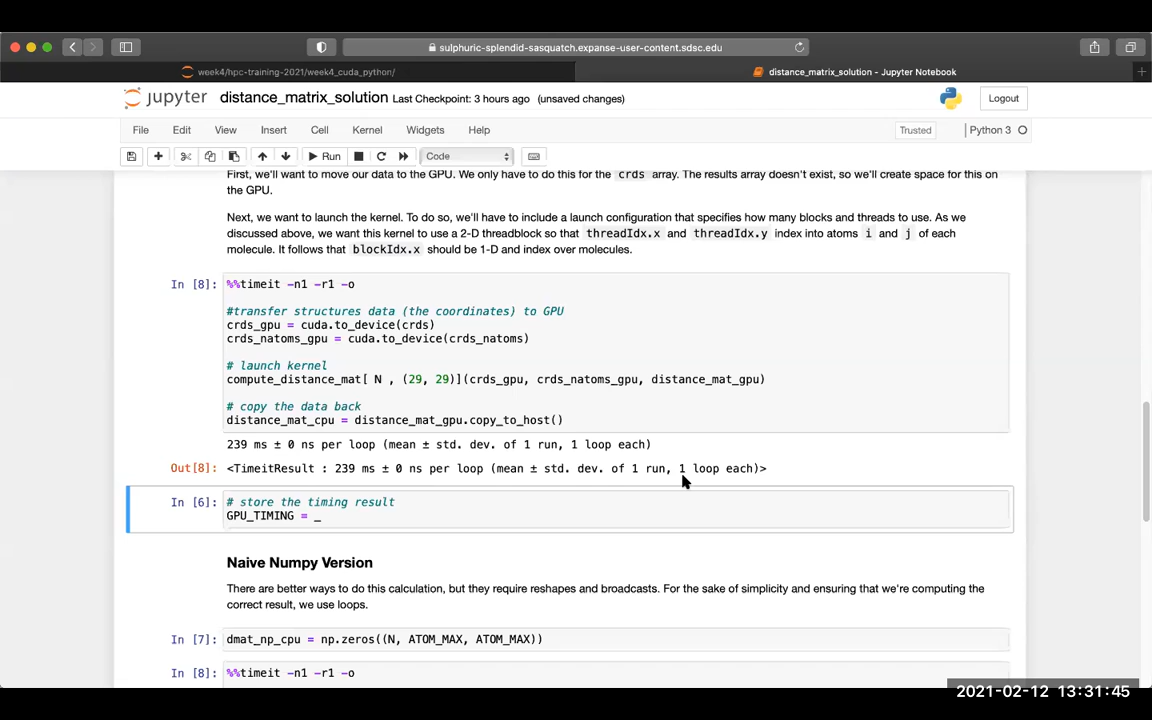 sulphuric-splendid-sasquatch.expanse-user-content.sdsc.edu
week4/hpc-training-2021/week4_cuda_python/
distance_matrix_solution - Jupyter Notebook
jupyter distance_matrix_solution Last Checkpoint: 3 hours ago (unsaved changes)
Logout
File Edit View Insert Cell Kernel Widgets Help
Trusted
Python 3
Run
Code
First, we'll want to move our data to the GPU. We only have to do this for the crds array. The results array doesn't exist, so we'll create space for this on
the GPU.
Next, we want to launch the kernel. To do so, we'll have to include a launch configuration that specifies how many blocks and threads to use. As we
discussed above, we want this kernel to use a 2-D threadblock so that threadIdx.x and threadIdx.y index into atoms i and j of each
molecule. It follows that blockIdx.x should be 1-D and index over molecules.
In [8]: %%timeit -n1 -r1 -o
#transfer structures data (the coordinates) to GPU
crds_gpu = cuda.to_device(crds)
crds_natoms_gpu = cuda.to_device(crds_natoms)
# launch kernel
compute_distance_mat[ N , (29, 29)](crds_gpu, crds_natoms_gpu, distance_mat_gpu)
# copy the data back
distance_mat_cpu = distance_mat_gpu.copy_to_host()
239 ms ± 0 ns per loop (mean ± std. dev. of 1 run, 1 loop each)
Out[8]: <TimeitResult : 239 ms ± 0 ns per loop (mean ± std. dev. of 1 run, 1 loop each)>
In [6]: # store the timing result
GPU_TIMING = _
Naive Numpy Version
There are better ways to do this calculation, but they require reshapes and broadcasts. For the sake of simplicity and ensuring that we're computing the
correct result, we use loops.
In [7]: dmat_np_cpu = np.zeros((N, ATOM_MAX, ATOM_MAX))
In [8]: %%timeit -n1 -r1 -o
2021-02-12 13:31:45